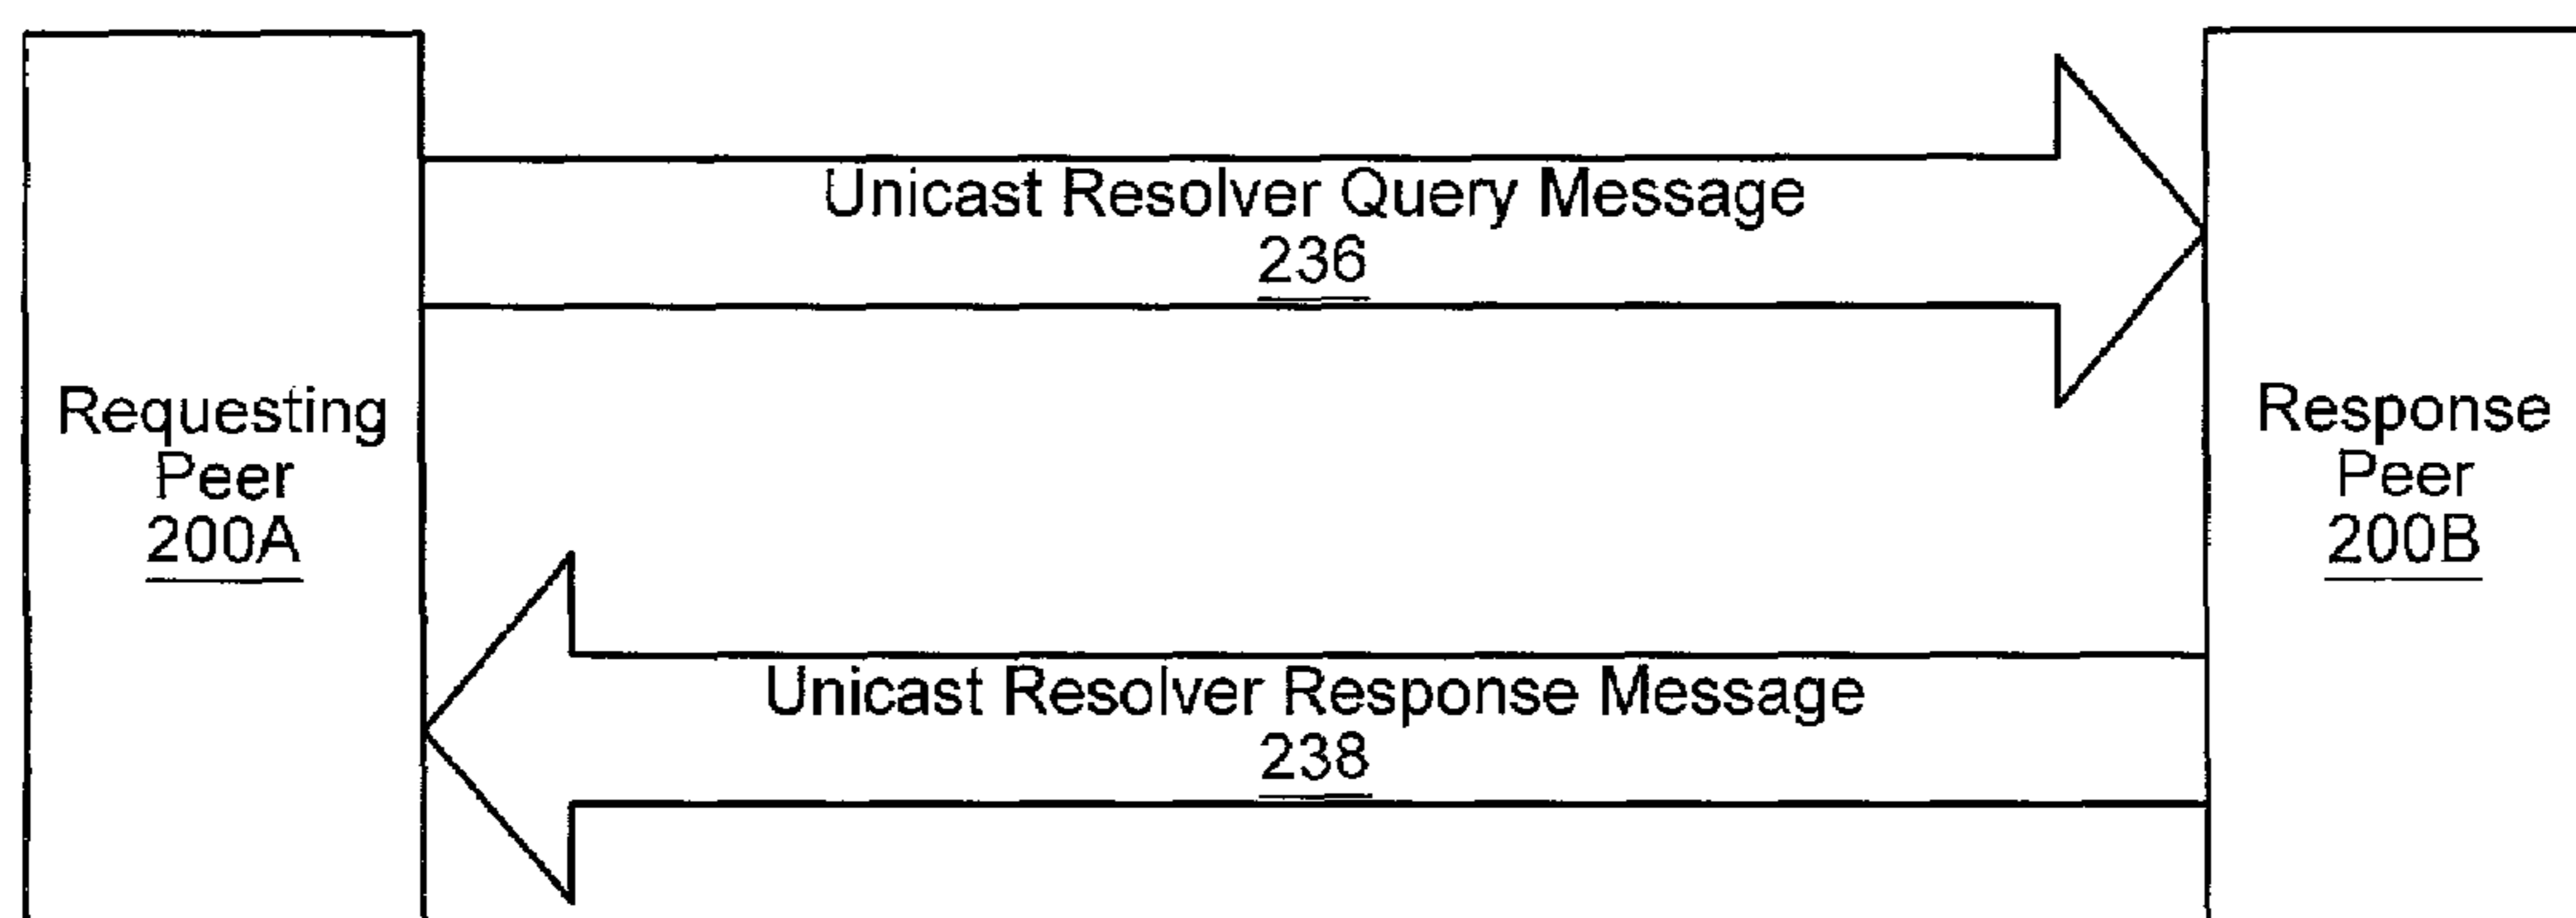 Unicast Resolver Query Message
236
Requesting
Peer
200A
Response
Peer
200B
Unicast Resolver Response Message
238